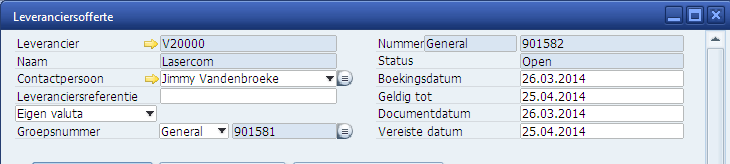 Leveranciersofferte
Leverancier V20000 Nummer General 901582
Naam Lasercom Status Open
Contactpersoon Jimmy Vandenbroeke Boekingsdatum 26.03.2014
Leveranciersreferentie Geldig tot 25.04.2014
Eigen valuta Documentdatum 26.03.2014
Groepsnummer General 901581 Vereiste datum 25.04.2014